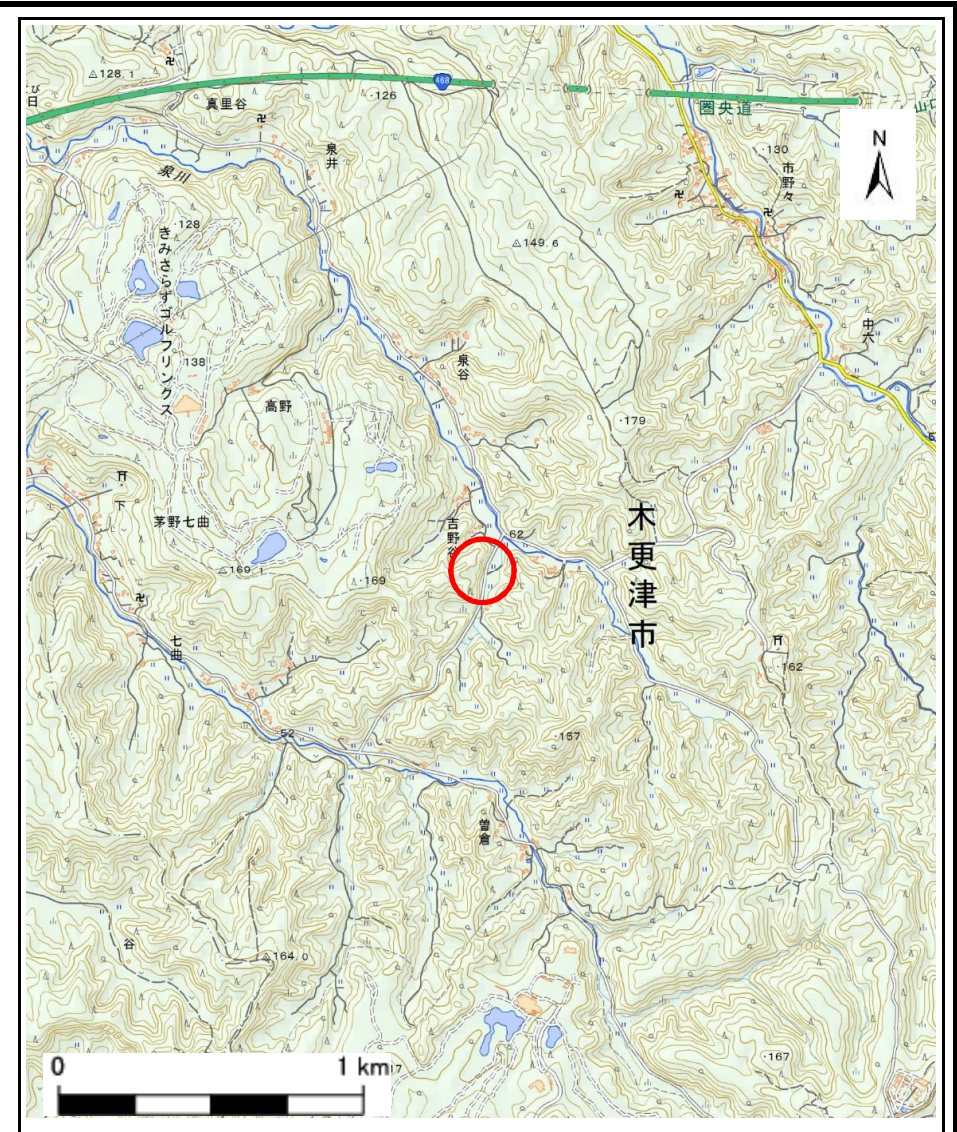 △128.1
468
日
真里谷
・126
圏央道
山口
N
泉井
・130
市野々
泉川
・128
きみさらずゴルフリンクス
△149.6
中六
・138
泉谷
高野
・179
下
茅野七曲
吉野谷
・62
木更津市
△169.1
・169
七曲
・162
・52
・157
曽倉
谷
△164.0
0 1 km
・167